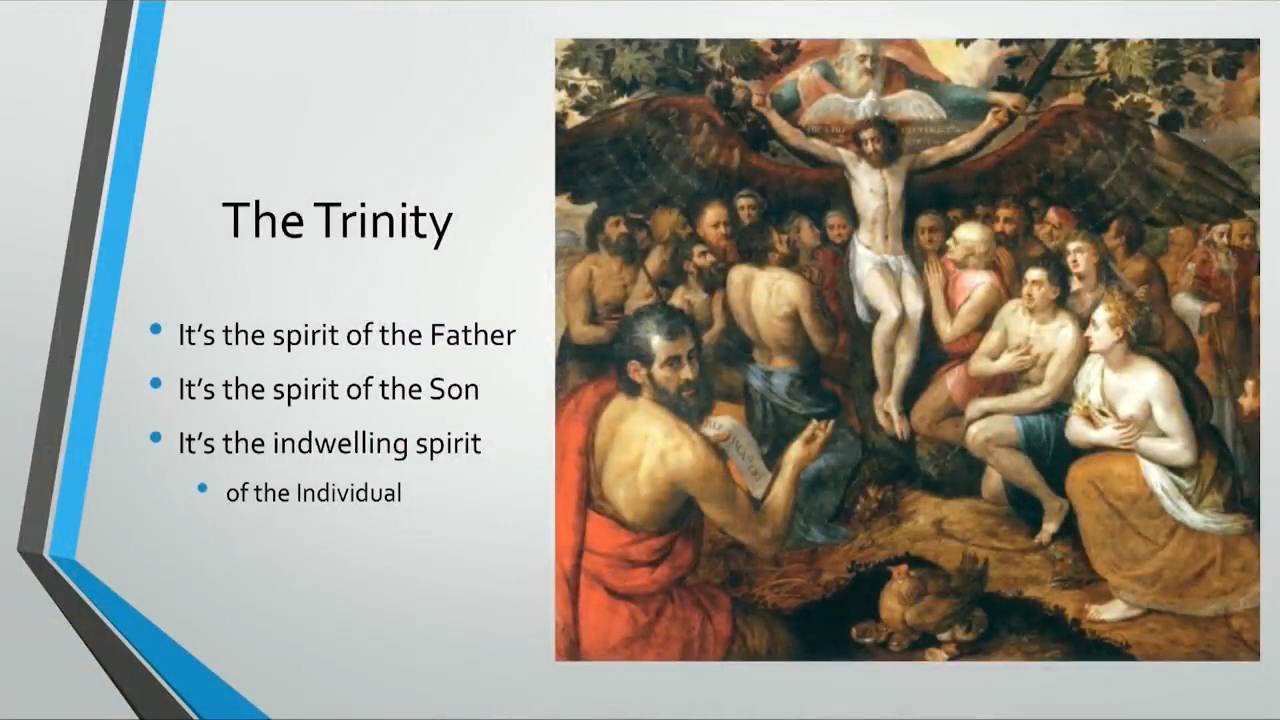 The Trinity
It's the spirit of the Father
It's the spirit of the Son
It's the indwelling spirit
of the Individual